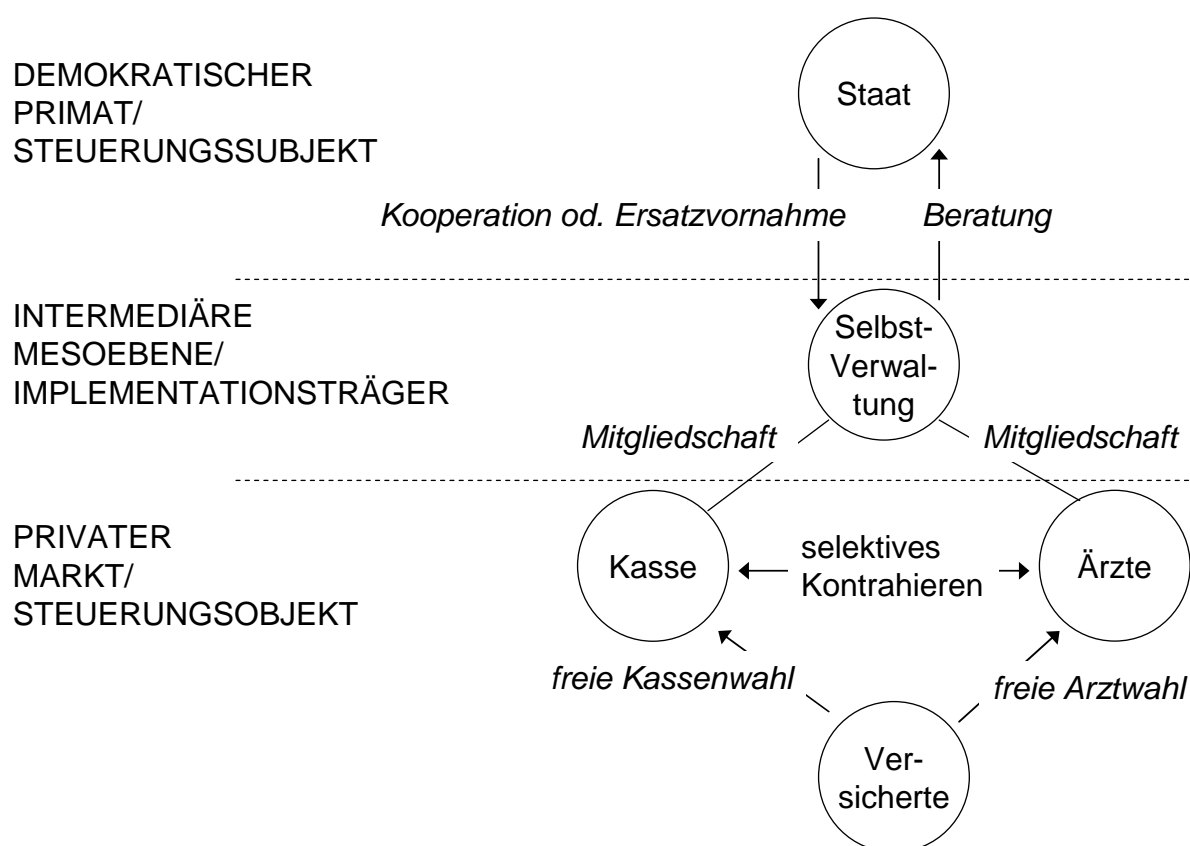 DEMOKRATISCHER
PRIMAT/
STEUERUNGSSUBJEKT
Staat
Kooperation od. Ersatzvornahme
Beratung
INTERMEDIÄRE
MESOEBENE/
IMPLEMENTATIONSTRÄGER
Selbst-
Verwal-
tung
Mitgliedschaft
Mitgliedschaft
PRIVATER
MARKT/
STEUERUNGSOBJEKT
Kasse
selektives
Kontrahieren
Ärzte
freie Kassenwahl
freie Arztwahl
Ver-
sicherte